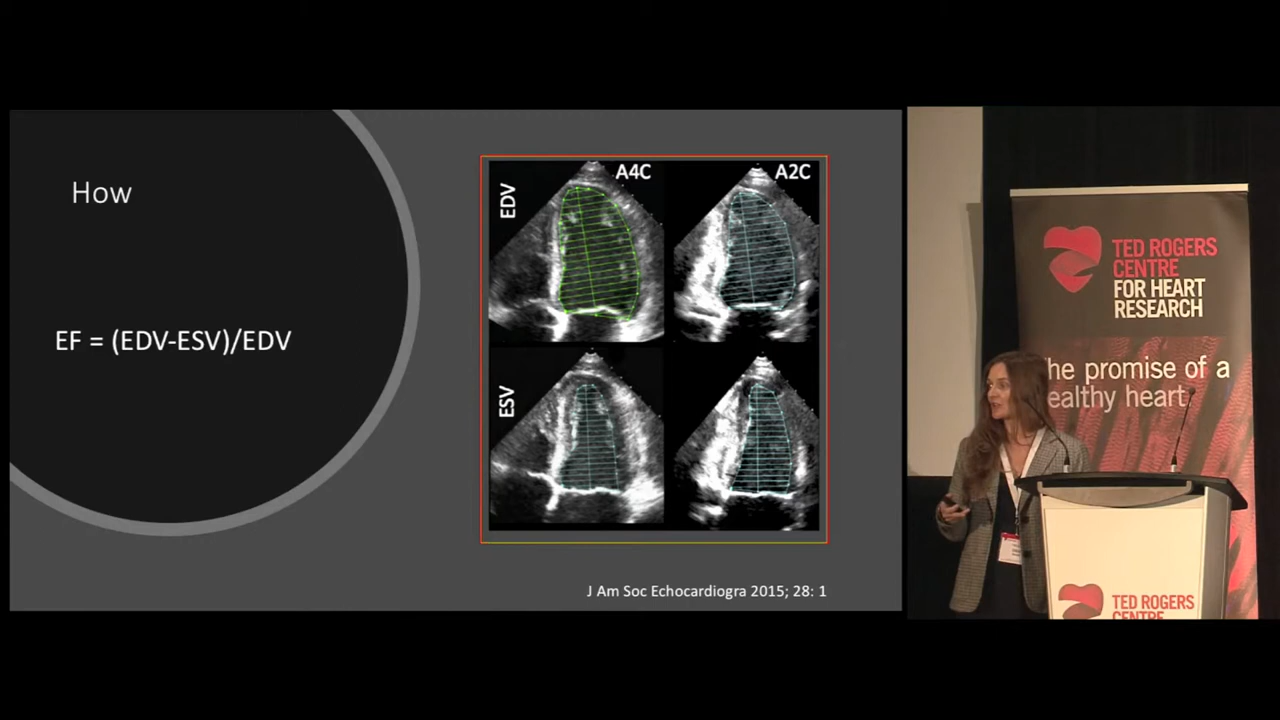 How
EF = (EDV-ESV)/EDV
A4C
A2C
EDV
ESV
J Am Soc Echocardiogra 2015; 28: 1
TED ROGERS
CENTRE
FOR HEART
RESEARCH
he promise of a
ealthy heart
TED ROGERS
CENTRE